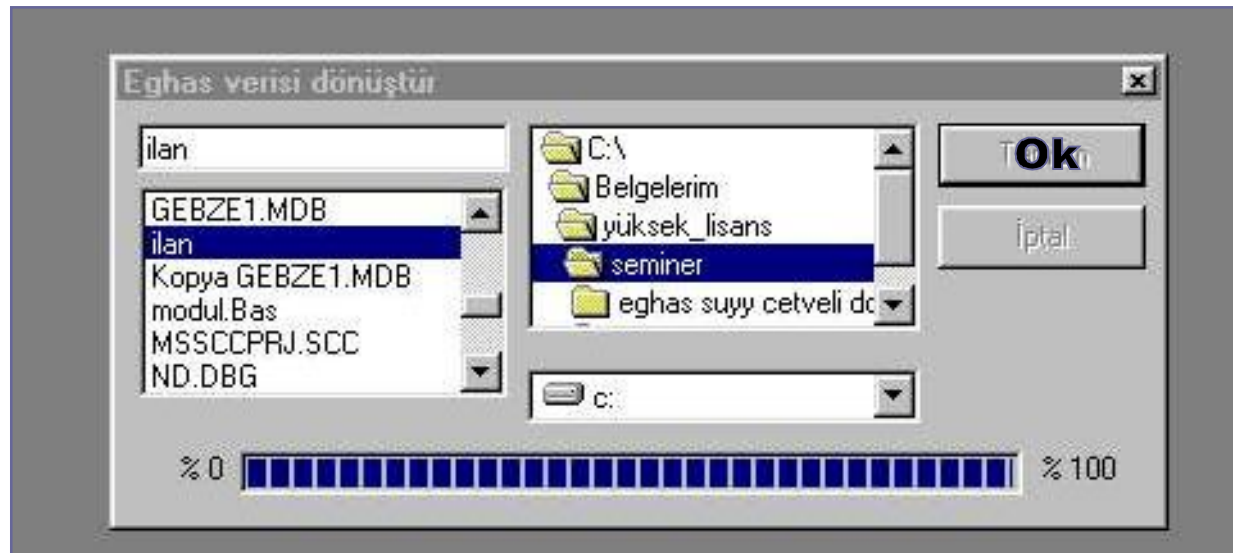 Eghas verisi dönüştür
ilan
GEBZE1.MDB
ilan
Kopya GEBZE1.MDB
modul.Bas
MSSCCPRJ.SCC
ND.DBG
C:\
Belgelerim
yüksek_lisans
seminer
eghas suyy cetveli dc
c:
Ok
İptal
% 0
% 100